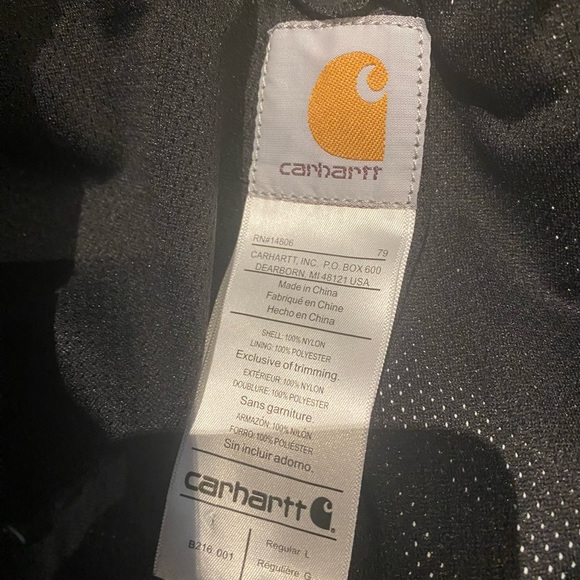 carhartt
RN#14806 79
CARHARTT, INC. P.O. BOX 600
DEARBORN, MI 48121 USA
Made in China
Fabriqué en Chine
Hecho en China
SHELL: 100% NYLON
LINING: 100% POLYESTER
Exclusive of trimming.
EXTÉRIEUR: 100% NYLON
DOUBLURE: 100% POLYESTER
Sans garniture.
ARMAZÓN: 100% NILÓN
FORRO: 100% POLIÉSTER
Sin incluir adorno.
carhartt
B216 001 Regular L
Régulière G